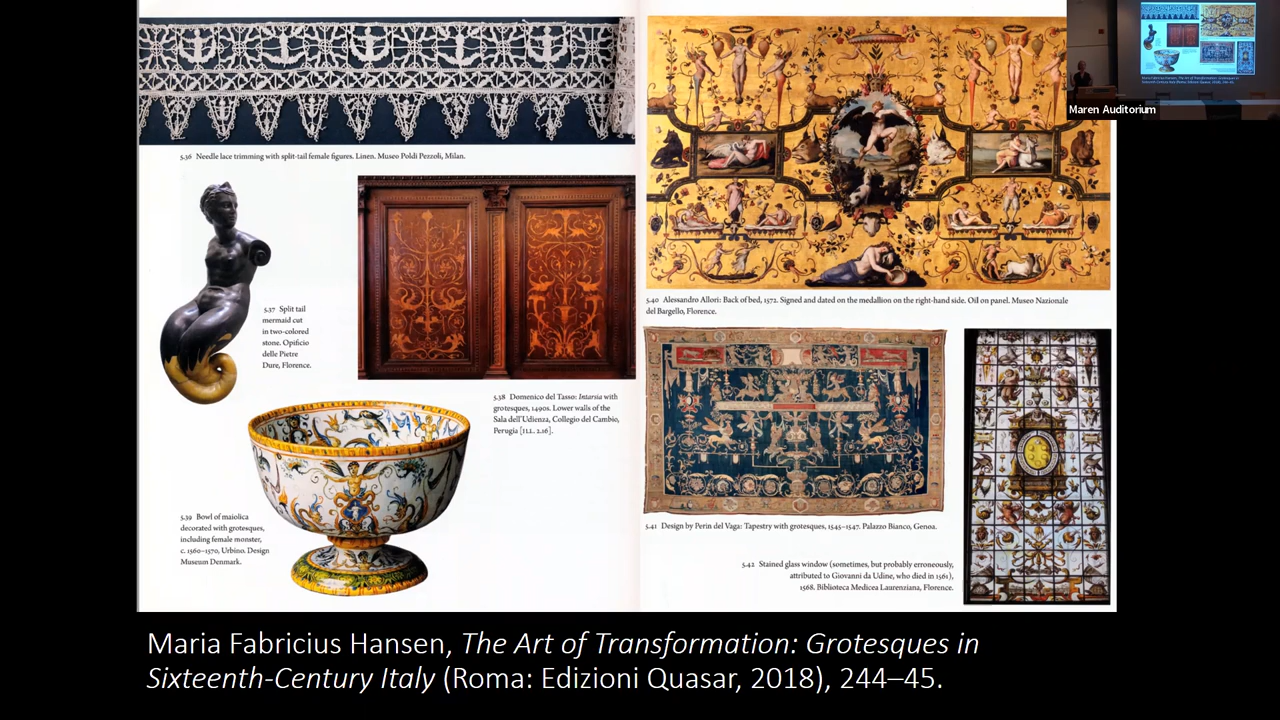 5.36 Needle lace trimming with split-tail female figures. Linen. Museo Poldi Pezzoli, Milan.
5.37 Split tail
mermaid cut
in two-colored
stone. Opificio
delle Pietre
Dure, Florence.
5.38 Domenico del Tasso: Intarsia with
grotesques, 1490s. Lower walls of the
Sala dell'Udienza, Collegio del Cambio,
Perugia [ILL. 2.16].
5.39 Bowl of maiolica
decorated with grotesques,
including female monster,
c. 1560–1570, Urbino. Design
Museum Denmark.
5.40 Alessandro Allori: Back of bed, 1572. Signed and dated on the medallion on the right-hand side. Oil on panel. Museo Nazionale
del Bargello, Florence.
5.41 Design by Perin del Vaga: Tapestry with grotesques, 1545–1547. Palazzo Bianco, Genoa.
5.42 Stained glass window (sometimes, but probably erroneously,
attributed to Giovanni da Udine, who died in 1561),
1568. Biblioteca Medicea Laurenziana, Florence.
Maren Auditorium
Maria Fabricius Hansen, The Art of Transformation: Grotesques in
Sixteenth-Century Italy (Roma: Edizioni Quasar, 2018), 244–45.